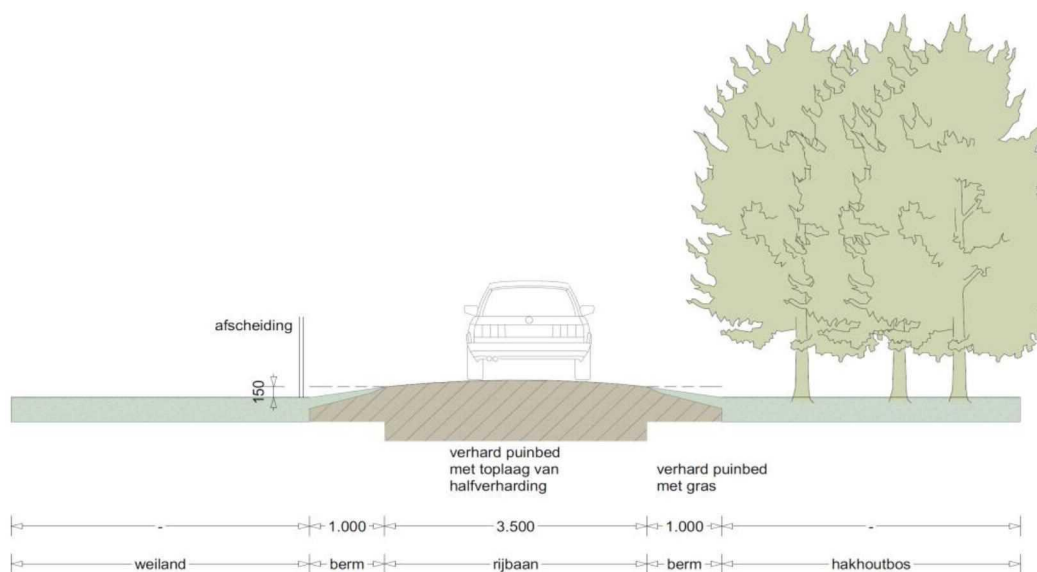 afscheiding
150
verhard puinbed
met toplaag van
halfverharding
verhard puinbed
met gras
- 1.000 3.500 1.000 -
weiland berm rijbaan berm hakhoutbos